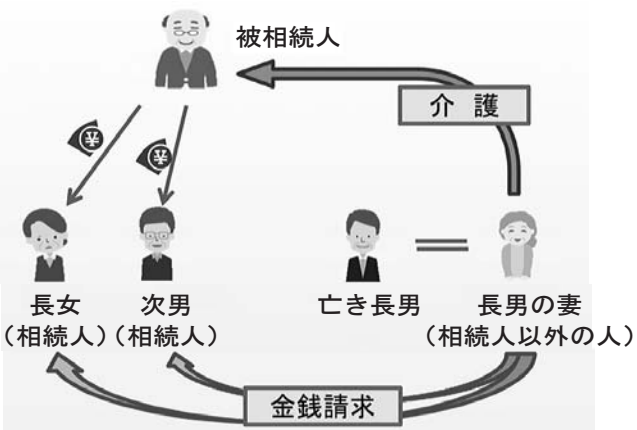 被相続人
介護
¥
¥
長女
（相続人）
次男
（相続人）
亡き長男
長男の妻
（相続人以外の人）
金銭請求